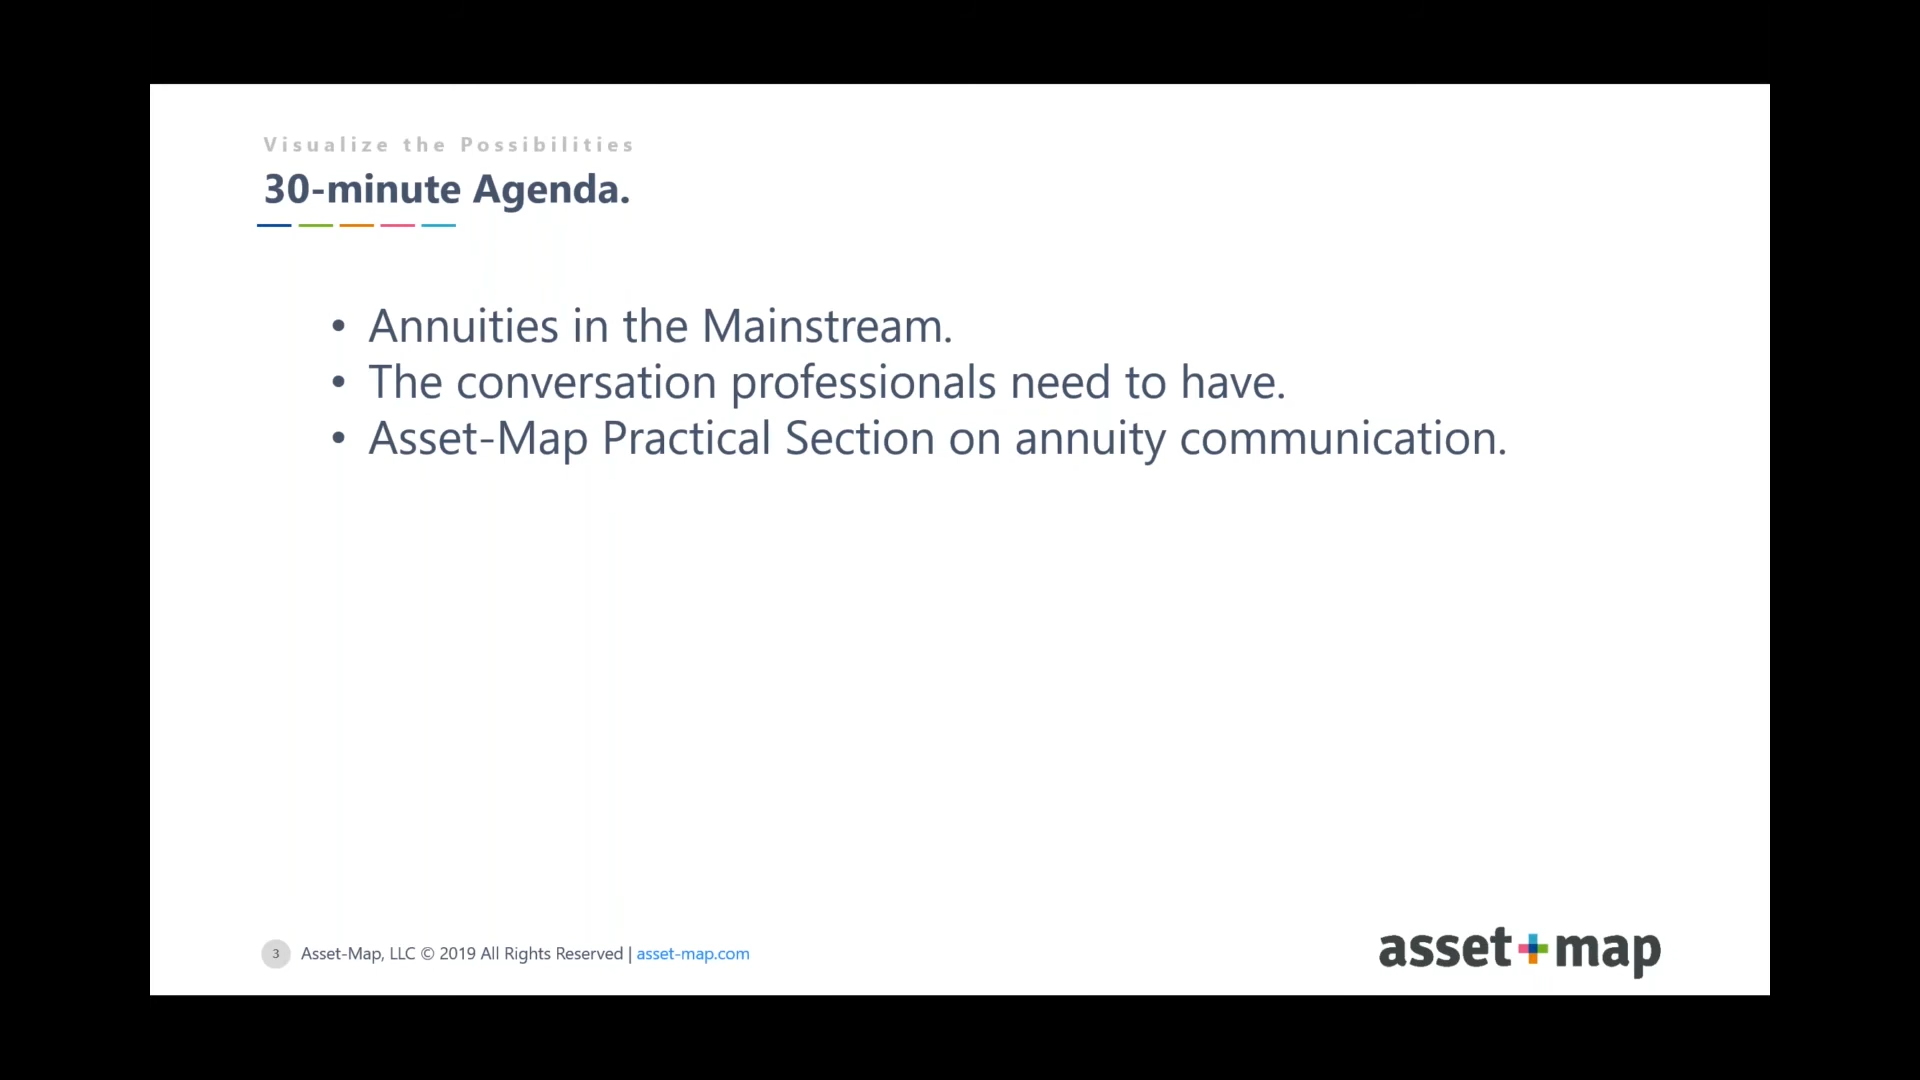 Visualize the Possibilities
30-minute Agenda.
• Annuities in the Mainstream.
• The conversation professionals need to have.
• Asset-Map Practical Section on annuity communication.
3 Asset-Map, LLC © 2019 All Rights Reserved | asset-map.com
asset+map